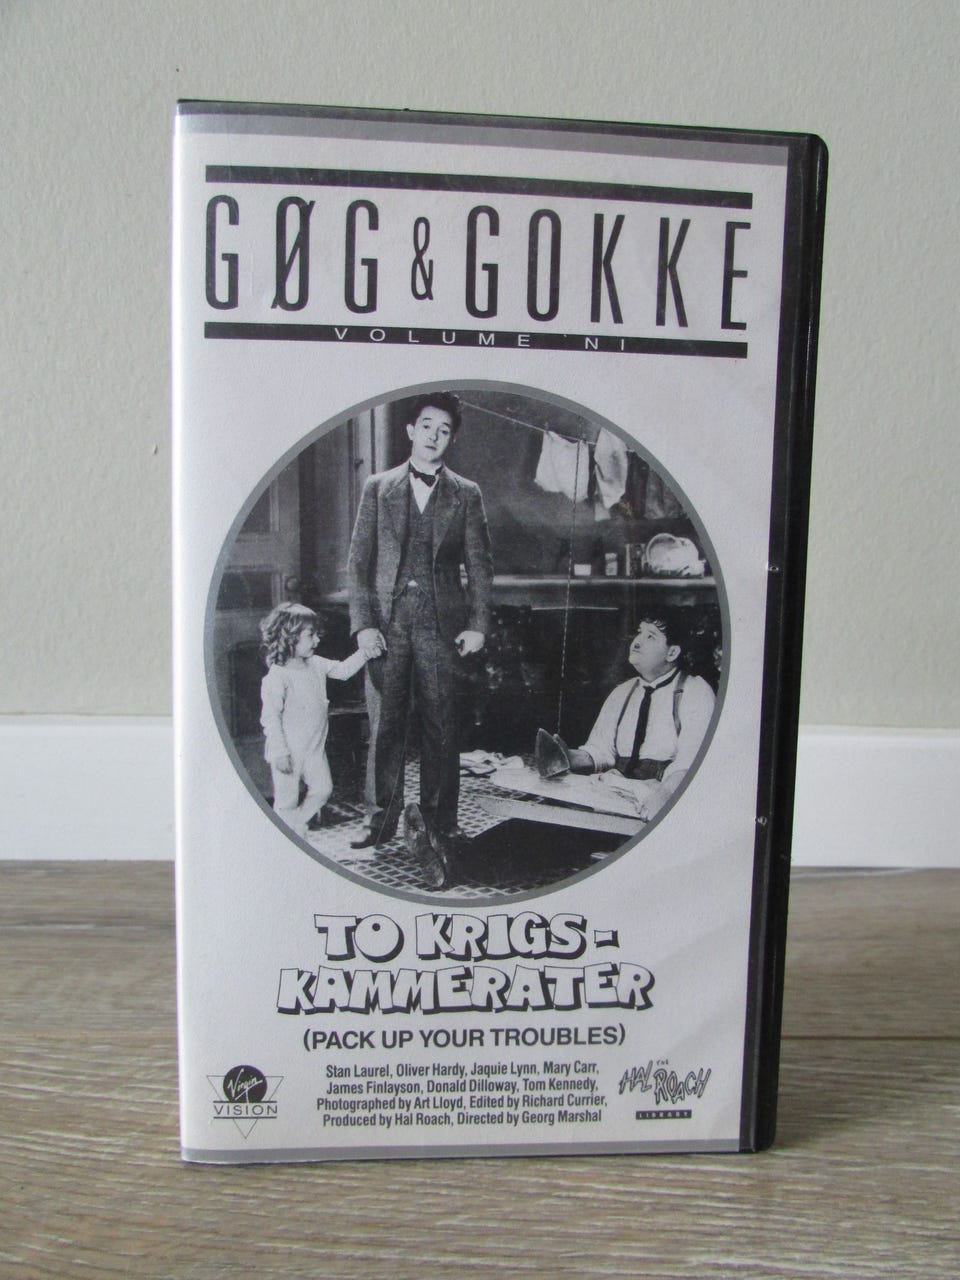 GØG & GOKKE
VOLUME NI
TO KRIGS-
KAMMERATER
(PACK UP YOUR TROUBLES)
Stan Laurel, Oliver Hardy, Jaquie Lynn, Mary Carr,
James Finlayson, Donald Dilloway, Tom Kennedy,
Photographed by Art Lloyd, Edited by Richard Currier,
Produced by Hal Roach, Directed by Georg Marshal
Virgin
VISION
THE
HAL ROACH
LIBRARY